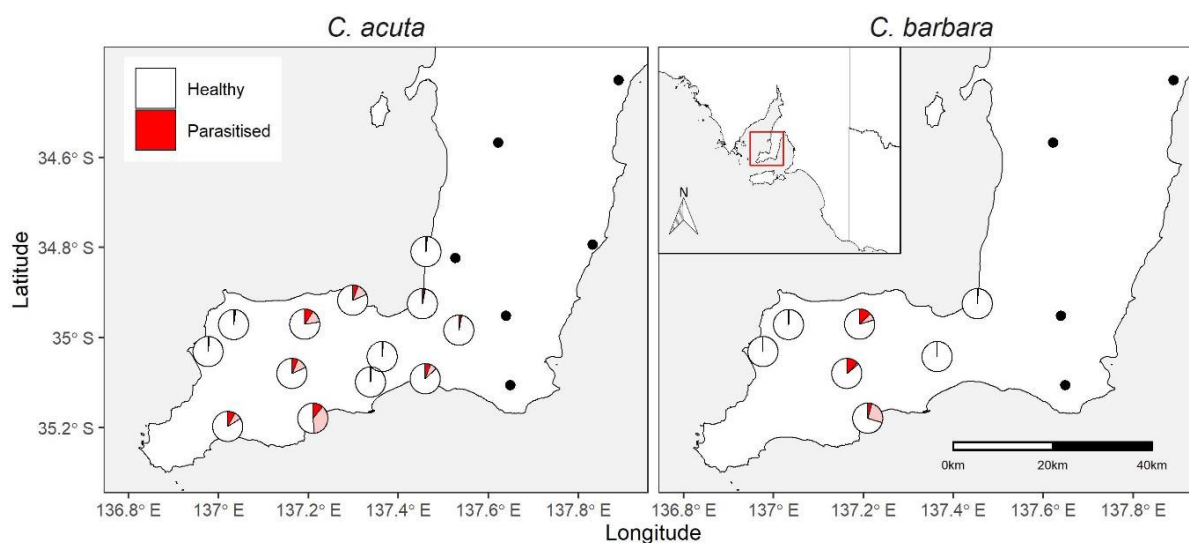 C. acuta
C. barbara
Healthy
Parasitised
N
Latitude
34.6° S
34.8° S
35° S
35.2° S
0km 20km 40km
136.8° E 137° E 137.2° E 137.4° E 137.6° E 137.8° E
136.8° E 137° E 137.2° E 137.4° E 137.6° E 137.8° E
Longitude